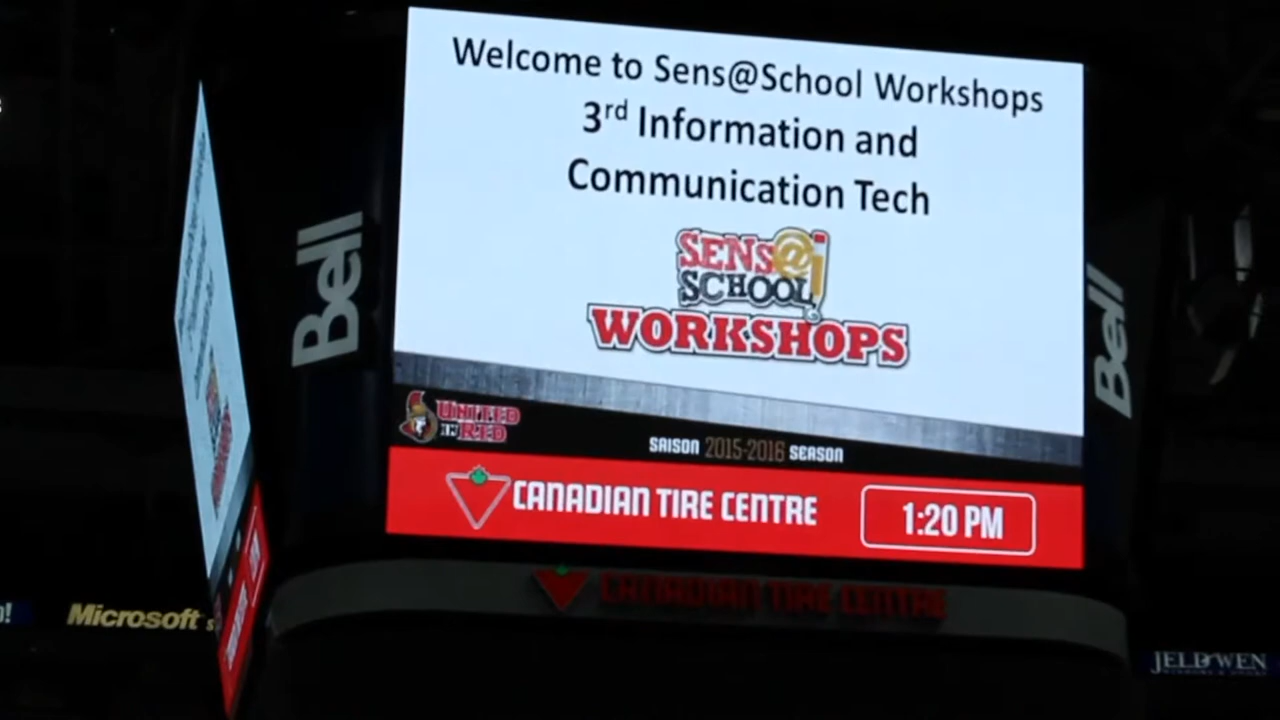 Welcome to Sens@School Workshops
3rd Information and
Communication Tech
SENS@
SCHOOL
WORKSHOPS
UNITED
IN RED
SAISON 2015-2016 SEASON
CANADIAN TIRE CENTRE
1:20 PM
CANADIAN TIRE CENTRE
Bell
Bell
Microsoft
JELD WEN